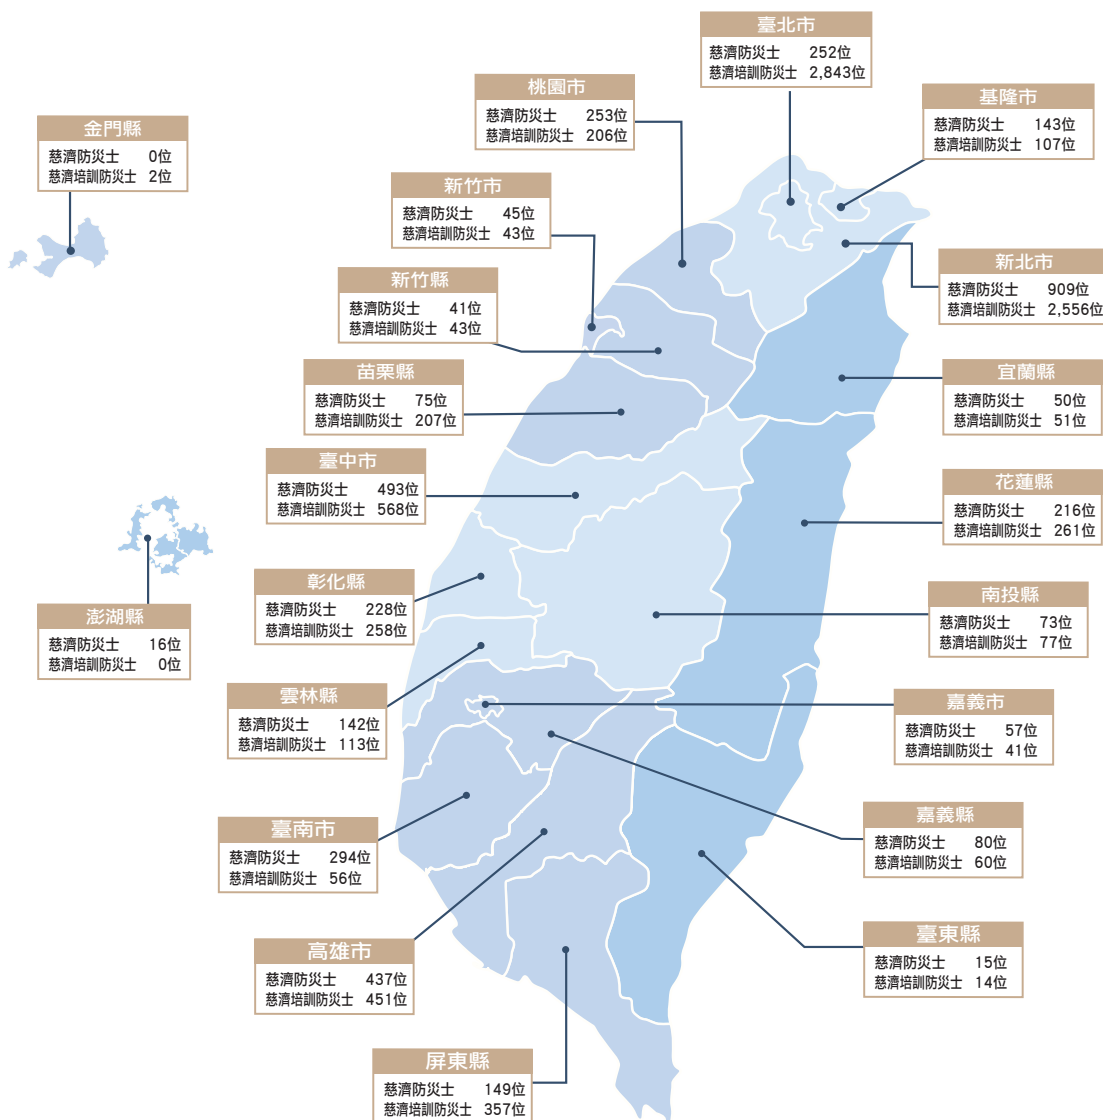 臺北市
慈濟防災士 252位
慈濟培訓防災士 2,843位
桃園市
慈濟防災士 253位
慈濟培訓防災士 206位
基隆市
慈濟防災士 143位
慈濟培訓防災士 107位
金門縣
慈濟防災士 0位
慈濟培訓防災士 2位
新竹市
慈濟防災士 45位
慈濟培訓防災士 43位
新北市
慈濟防災士 909位
慈濟培訓防災士 2,556位
新竹縣
慈濟防災士 41位
慈濟培訓防災士 43位
苗栗縣
慈濟防災士 75位
慈濟培訓防災士 207位
宜蘭縣
慈濟防災士 50位
慈濟培訓防災士 51位
臺中市
慈濟防災士 493位
慈濟培訓防災士 568位
花蓮縣
慈濟防災士 216位
慈濟培訓防災士 261位
彰化縣
慈濟防災士 228位
慈濟培訓防災士 258位
南投縣
慈濟防災士 73位
慈濟培訓防災士 77位
澎湖縣
慈濟防災士 16位
慈濟培訓防災士 0位
雲林縣
慈濟防災士 142位
慈濟培訓防災士 113位
嘉義市
慈濟防災士 57位
慈濟培訓防災士 41位
嘉義縣
慈濟防災士 80位
慈濟培訓防災士 60位
臺南市
慈濟防災士 294位
慈濟培訓防災士 56位
臺東縣
慈濟防災士 15位
慈濟培訓防災士 14位
高雄市
慈濟防災士 437位
慈濟培訓防災士 451位
屏東縣
慈濟防災士 149位
慈濟培訓防災士 357位